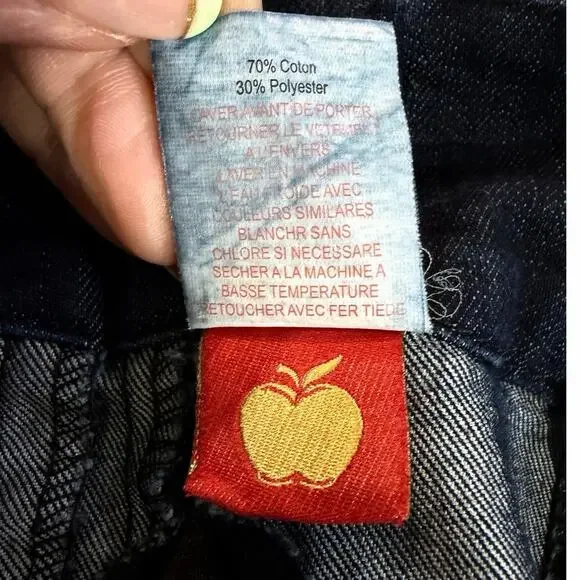 70% Coton
30% Polyester
LAVER AVANT DE PORTER
RETOURNER LE VETEMENT
A L'ENVERS
LAVER EN MACHINE
L'EAU FROIDE AVEC
COULEURS SIMILARES
BLANCHR SANS
CHLORE SI NECESSARE
SECHER A LA MACHINE A
BASSE TEMPERATURE
RETOUCHER AVEC FER TIEDE